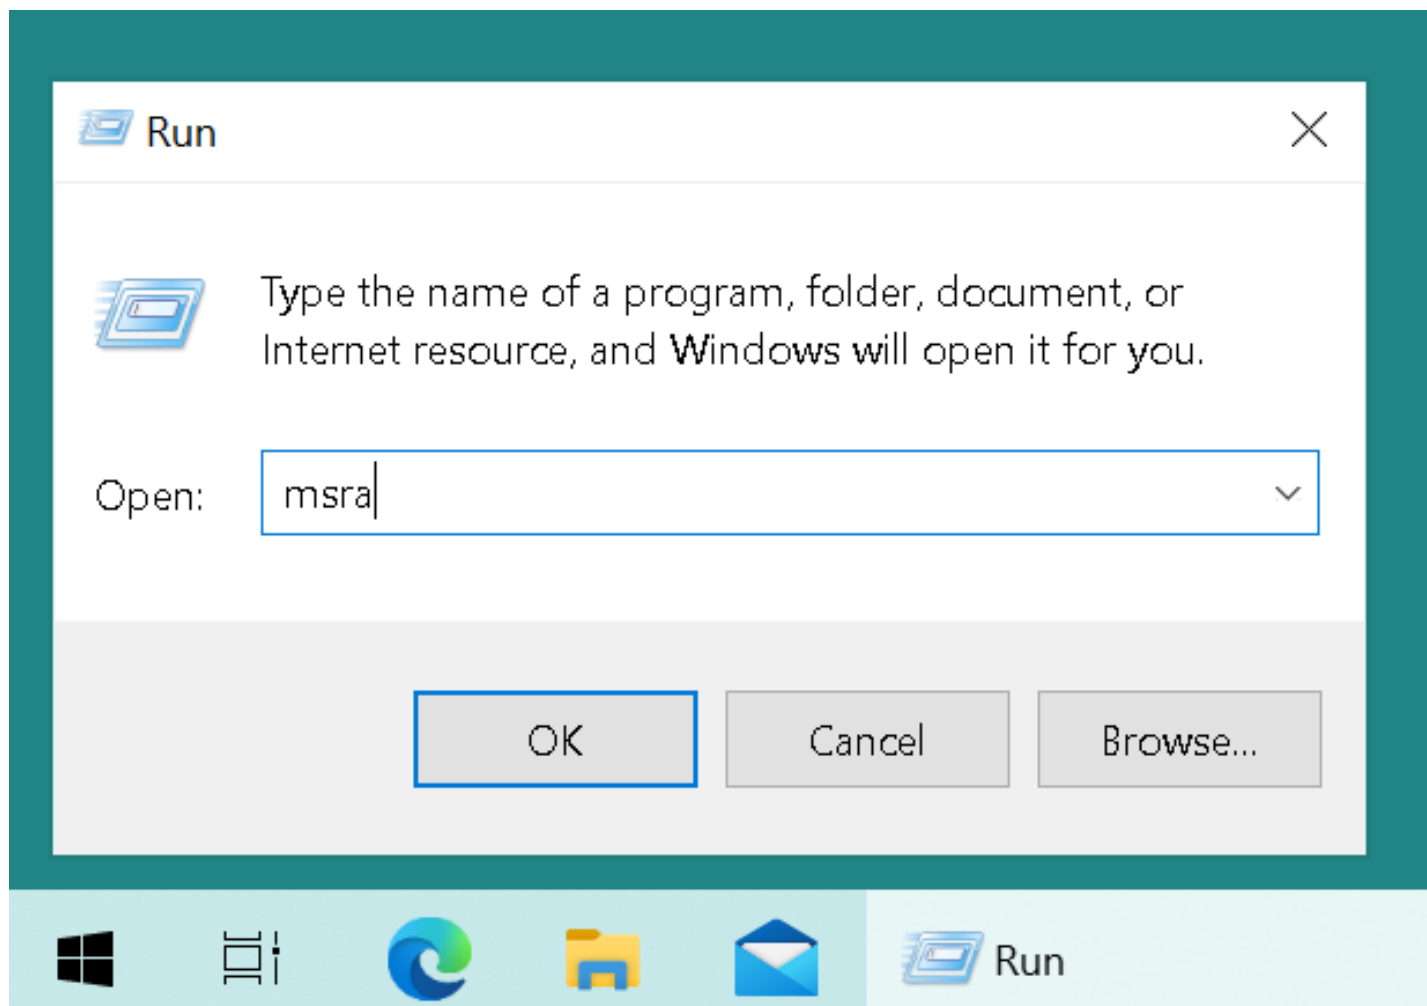 Run
Type the name of a program, folder, document, or
Internet resource, and Windows will open it for you.
Open: msra
OK Cancel Browse...
Run